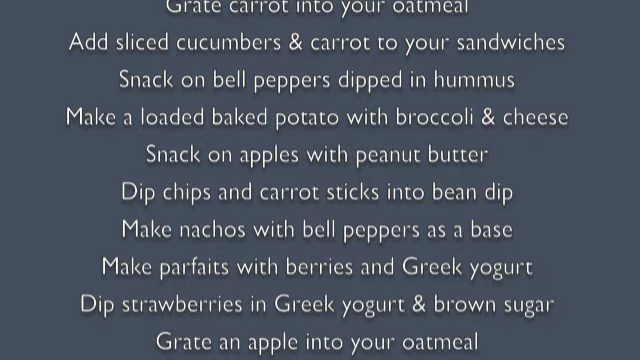 Grate carrot into your oatmeal
Add sliced cucumbers & carrot to your sandwiches
Snack on bell peppers dipped in hummus
Make a loaded baked potato with broccoli & cheese
Snack on apples with peanut butter
Dip chips and carrot sticks into bean dip
Make nachos with bell peppers as a base
Make parfaits with berries and Greek yogurt
Dip strawberries in Greek yogurt & brown sugar
Grate an apple into your oatmeal